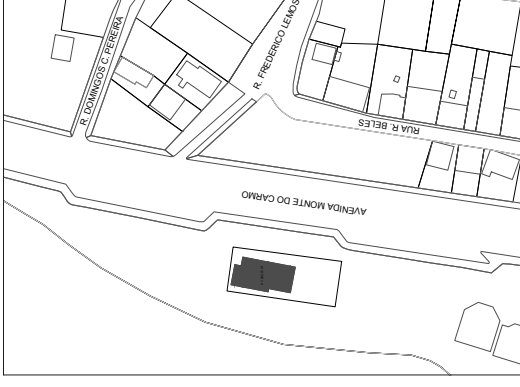 R. DOMINGOS C. PEREIRA
R. FREDERICO LEMOS
RUA R. BELES
AVENIDA MONTE DO CARMO